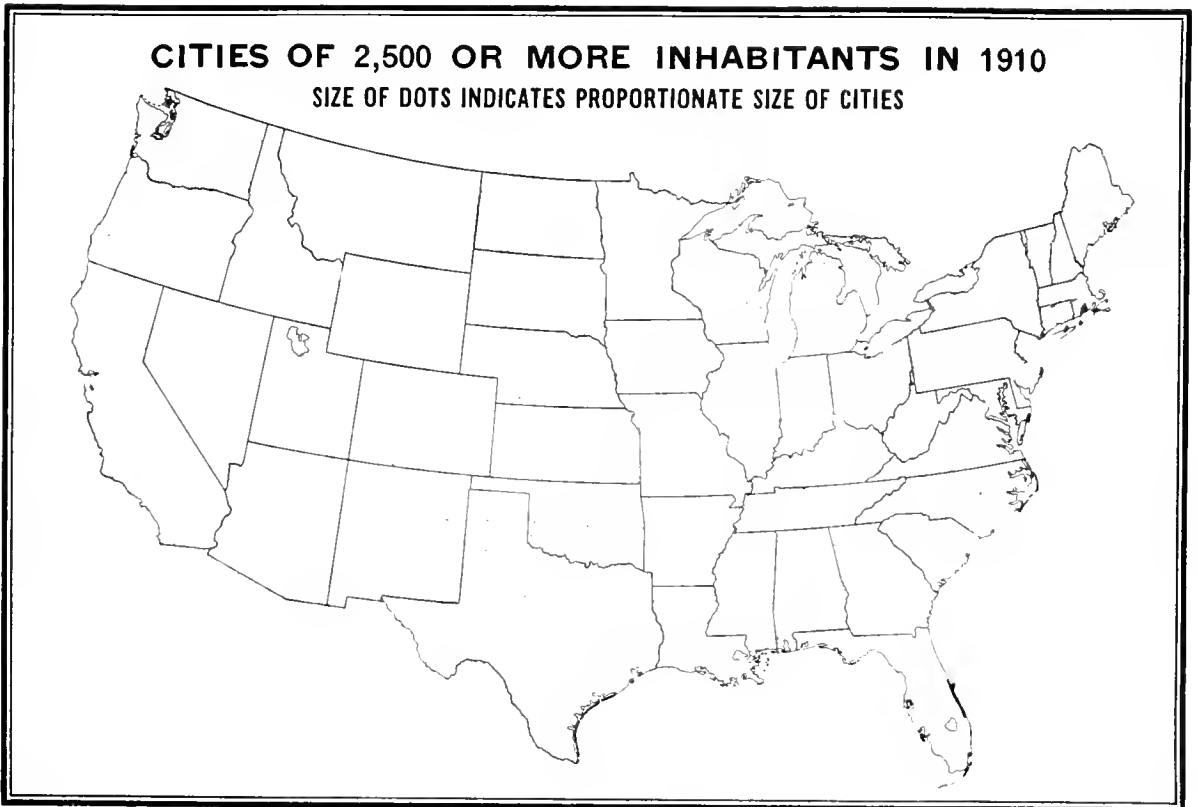 CITIES OF 2,500 OR MORE INHABITANTS IN 1910
SIZE OF DOTS INDICATES PROPORTIONATE SIZE OF CITIES